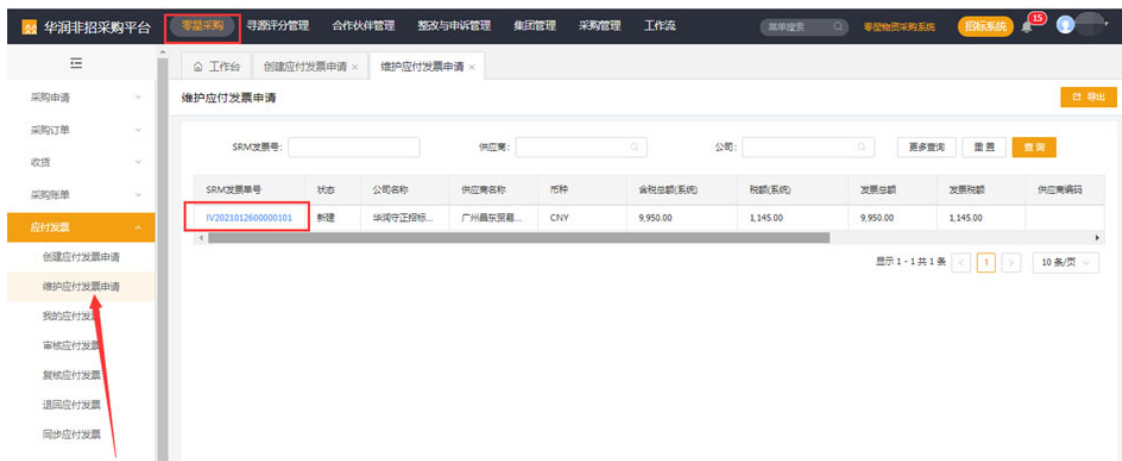 华润非招采购平台 零星采购 寻源评分管理 合作伙伴管理 整改与申诉管理 集团管理 采购管理 工作流 菜单搜索 零星物资采购系统 招标系统 15
工作台 创建应付发票申请 × 维护应付发票申请 ×
采购申请
采购订单
收货
采购账单
应付发票
创建应付发票申请
维护应付发票申请
我的应付发票
审核应付发票
复核应付发票
退回应付发票
同步应付发票
维护应付发票申请 导出
SRM发票号: 供应商: 公司: 更多查询 重置 查询
SRM发票单号 状态 公司名称 供应商名称 币种 含税总额(系统) 税额(系统) 发票总额 发票税额 供应商编码
IV2021012600000101 新建 华润守正招标... 广州晶东贸易... CNY 9,950.00 1,145.00 9,950.00 1,145.00
显示 1 - 1 共 1 条 < 1 > 10 条/页